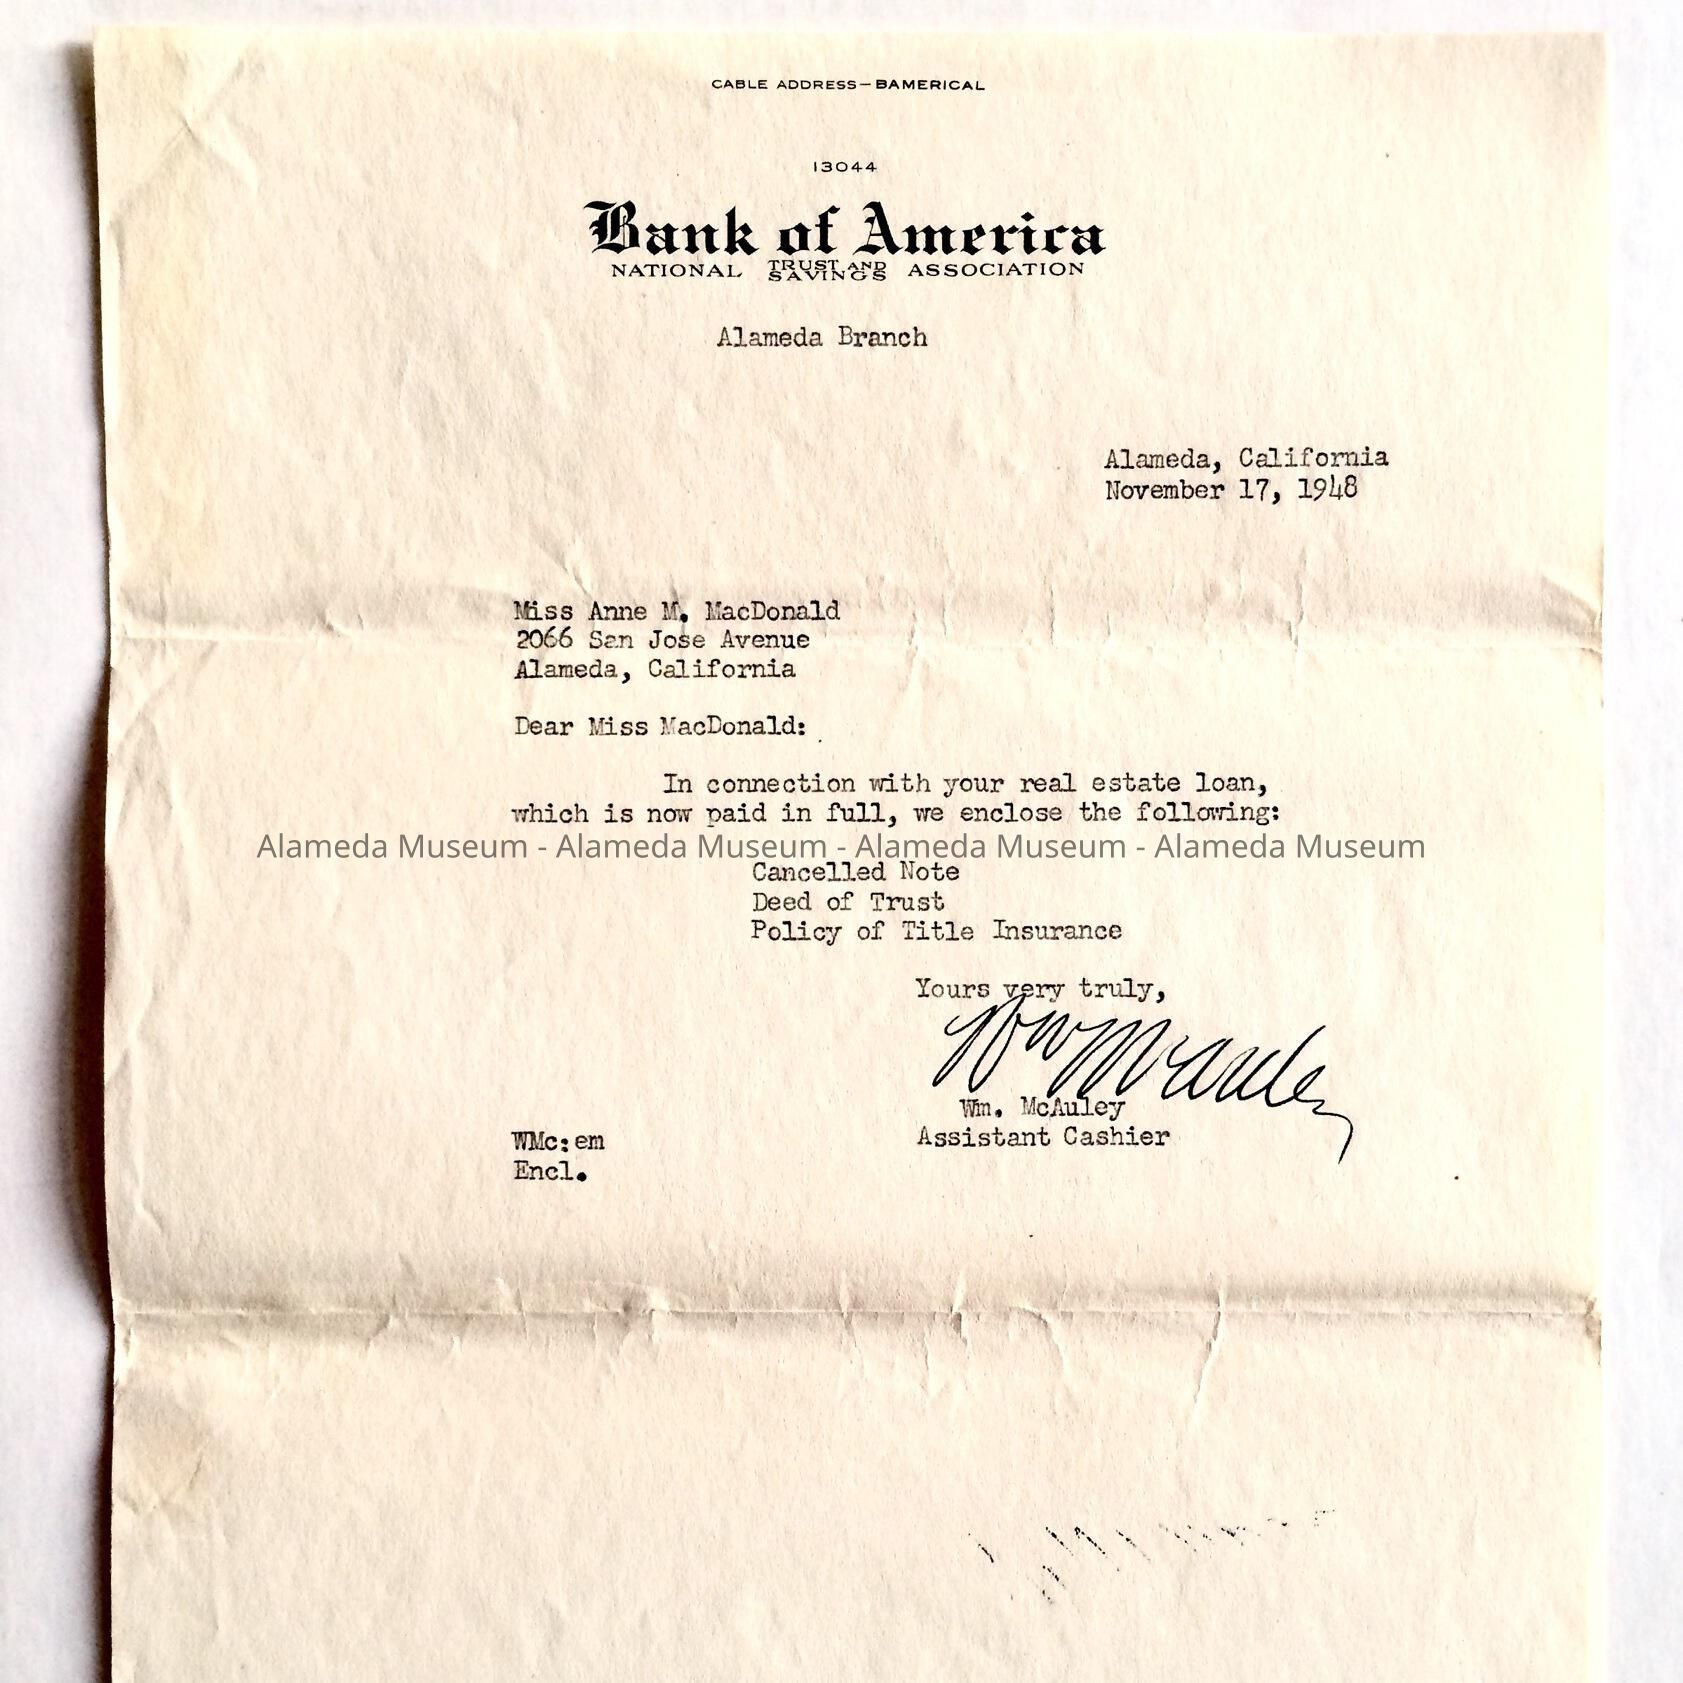 CABLE ADDRESS—BAMERICAL
13044
Bank of America
NATIONAL TRUST AND SAVINGS ASSOCIATION
Alameda Branch
Alameda, California
November 17, 1948
Miss Anne M. MacDonald
2066 San Jose Avenue
Alameda, California
Dear Miss MacDonald:
In connection with your real estate loan,
which is now paid in full, we enclose the following:
Alameda Museum - Alameda Museum - Alameda Museum - Alameda Museum
Cancelled Note
Deed of Trust
Policy of Title Insurance
Yours very truly,
Wm McAuley
Wm. McAuley
Assistant Cashier
WMc:em
Encl.